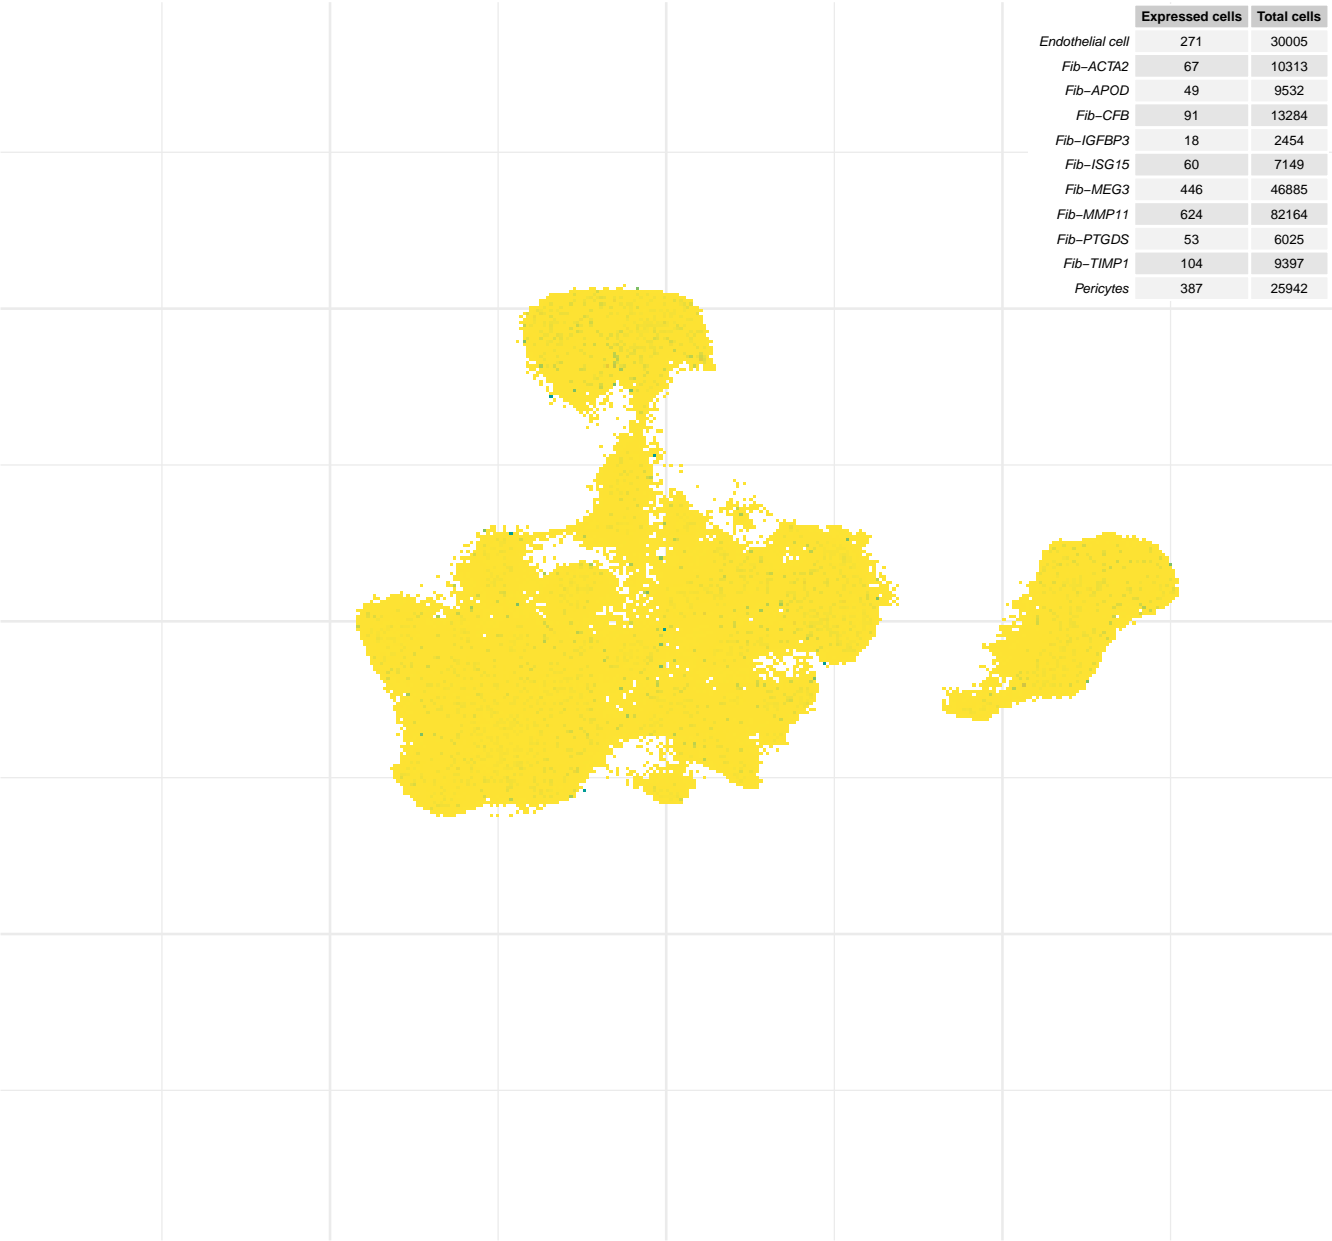 Expressed cells Total cells
Endothelial cell 271 30005
Fib−ACTA2 67 10313
Fib−APOD 49 9532
Fib−CFB 91 13284
Fib−IGFBP3 18 2454
Fib−ISG15 60 7149
Fib−MEG3 446 46885
Fib−MMP11 624 82164
Fib−PTGDS 53 6025
Fib−TIMP1 104 9397
Pericytes 387 25942